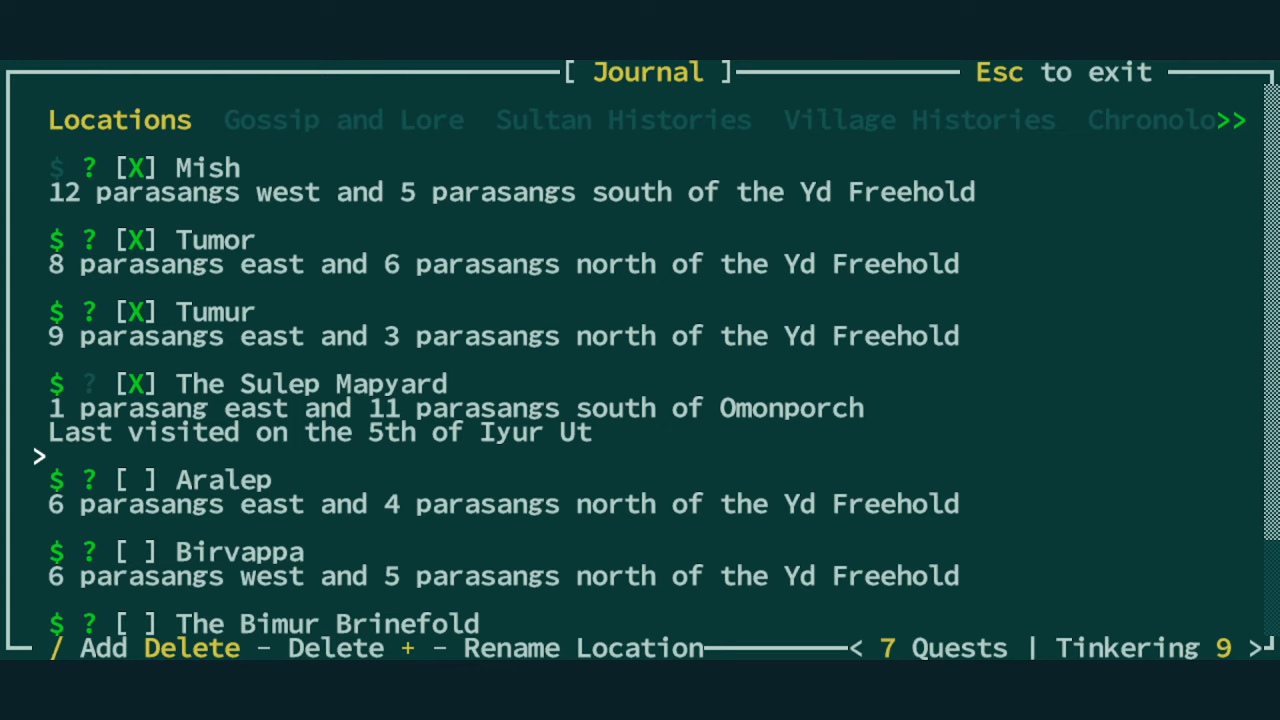 [ Journal ] Esc to exit
Locations Gossip and Lore Sultan Histories Village Histories Chronolo>>
$ ? [X] Mish
12 parasangs west and 5 parasangs south of the Yd Freehold
$ ? [X] Tumor
8 parasangs east and 6 parasangs north of the Yd Freehold
$ ? [X] Tumur
9 parasangs east and 3 parasangs north of the Yd Freehold
$ ? [X] The Sulep Mapyard
1 parasang east and 11 parasangs south of Omonporch
Last visited on the 5th of Iyur Ut
>
$ ? [ ] Aralep
6 parasangs east and 4 parasangs north of the Yd Freehold
$ ? [ ] Birvappa
6 parasangs west and 5 parasangs north of the Yd Freehold
$ ? [ ] The Bimur Brinefold
/ Add Delete - Delete + - Rename Location < 7 Quests | Tinkering 9 >